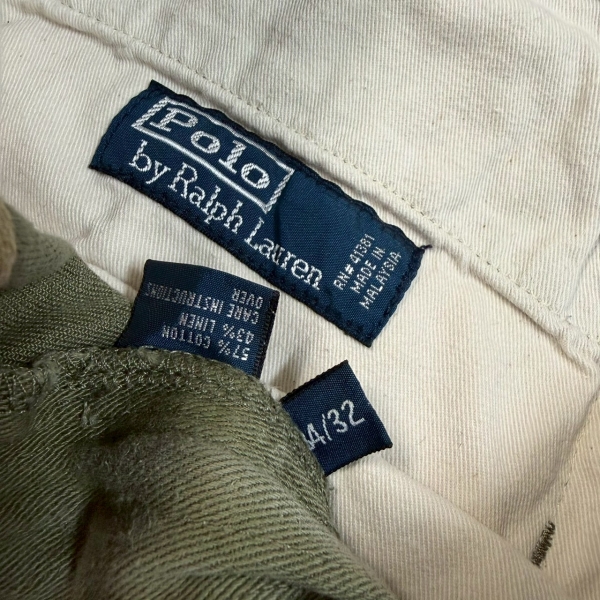 Polo
by Ralph Lauren
RN# 41381
MADE IN
MALAYSIA
57% COTTON
43% LINEN
CARE INSTRUCTIONS
OVER
4/32